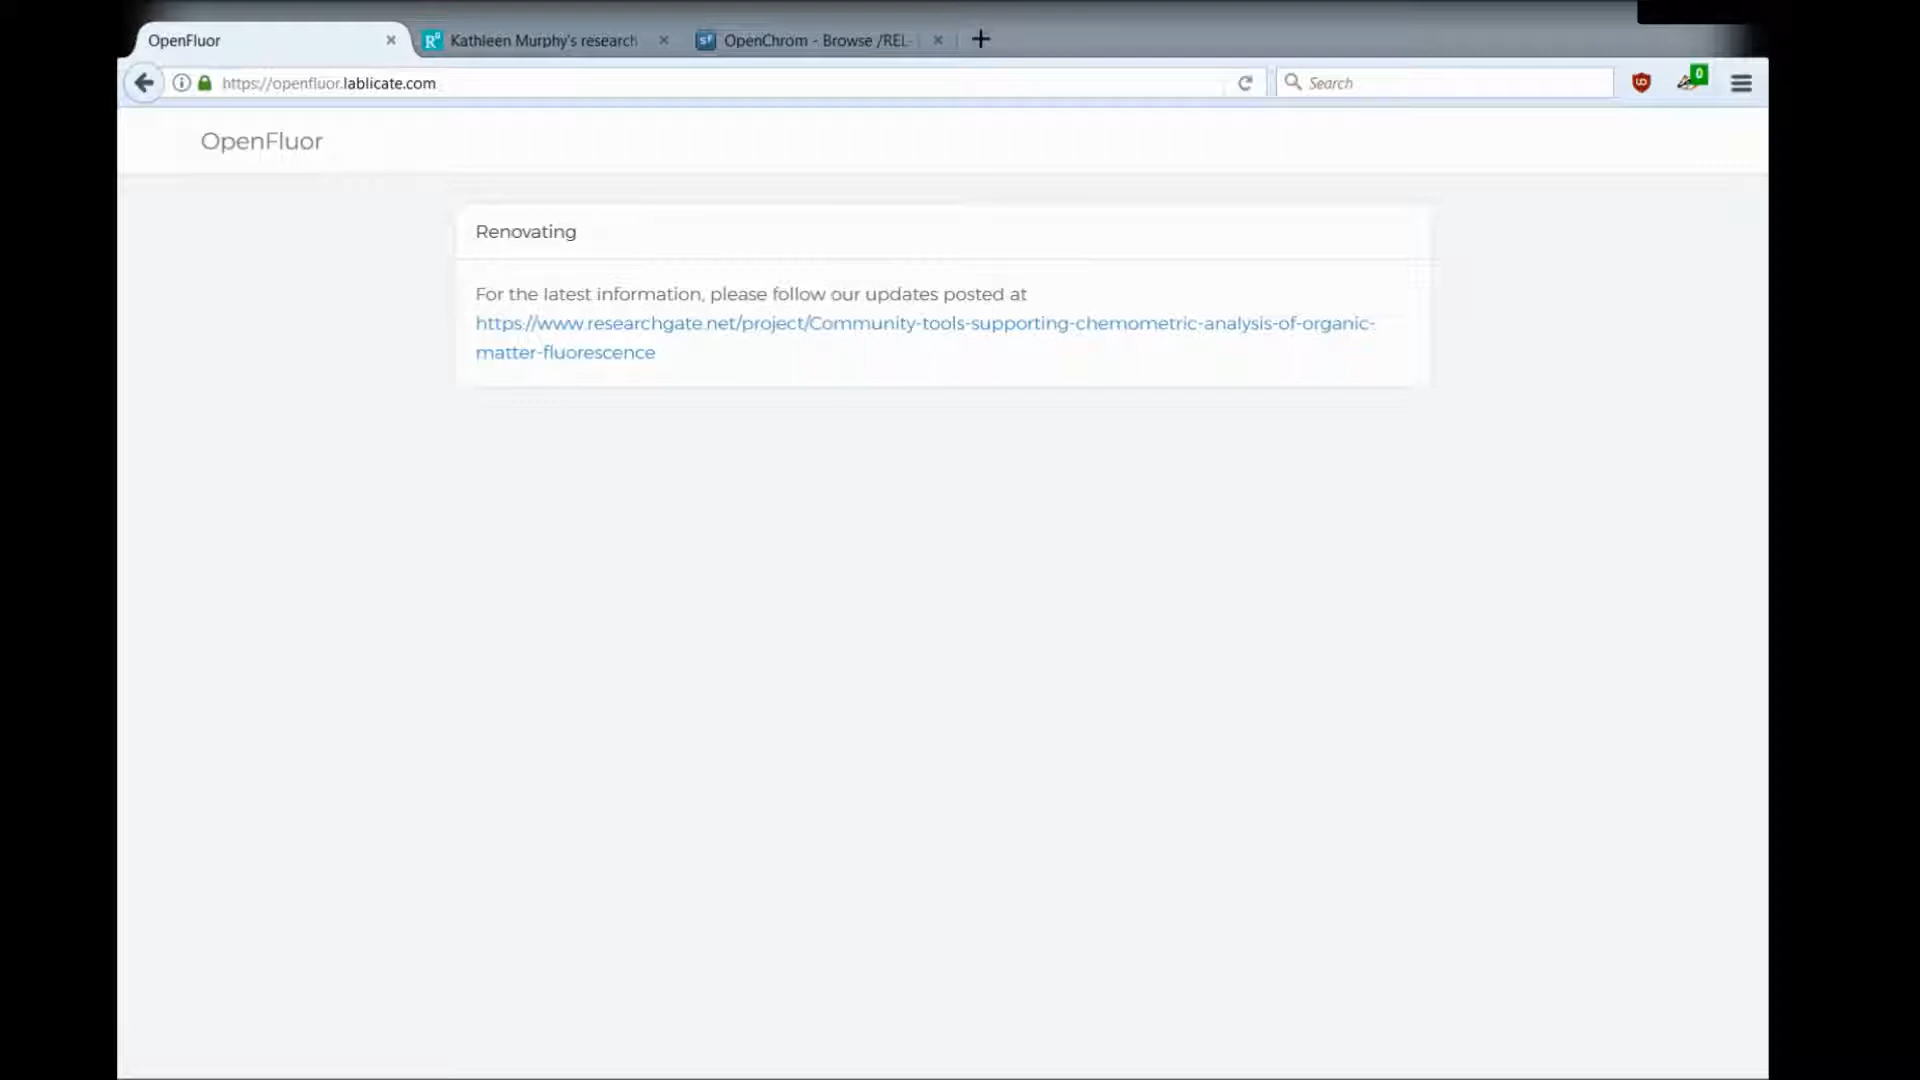 OpenFluor
Kathleen Murphy's research
OpenChrom - Browse /REL-
https://openfluor.lablicate.com
Search
0
OpenFluor
Renovating
For the latest information, please follow our updates posted at
https://www.researchgate.net/project/Community-tools-supporting-chemometric-analysis-of-organic-
matter-fluorescence